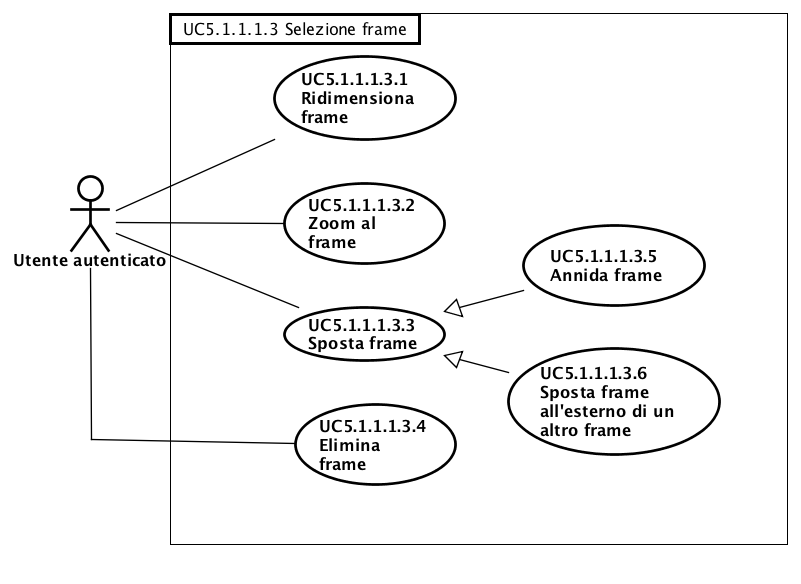 UC5.1.1.1.3 Selezione frame
UC5.1.1.1.3.1
Ridimensiona
frame
UC5.1.1.1.3.2
Zoom al
frame
Utente autenticato
UC5.1.1.1.3.5
Annida frame
UC5.1.1.1.3.3
Sposta frame
UC5.1.1.1.3.6
Sposta frame
all'esterno di un
altro frame
UC5.1.1.1.3.4
Elimina
frame